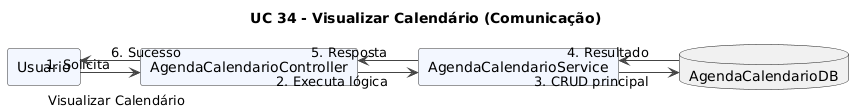 UC 34 - Visualizar Calendário (Comunicação)
6. Sucesso
5. Resposta
4. Resultado
Usuario
AgendaCalendarioController
AgendaCalendarioService
AgendaCalendarioDB
1. Solicita
2. Executa lógica
3. CRUD principal
Visualizar Calendário